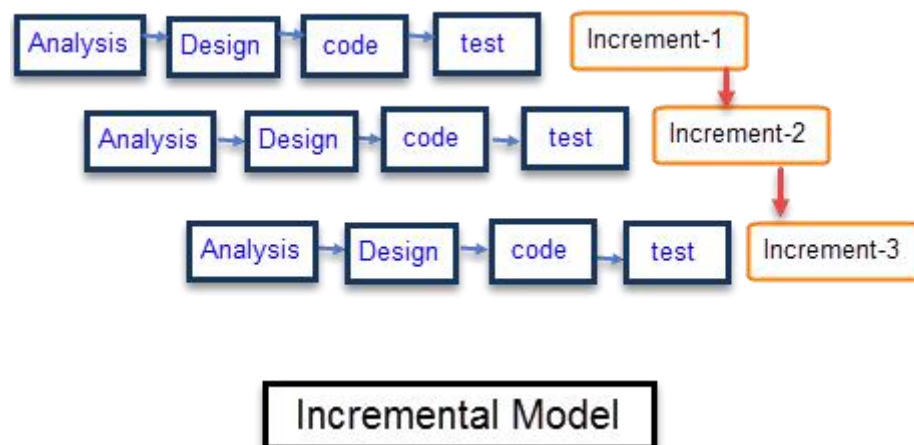 Analysis Design code test Increment-1
Analysis Design code test Increment-2
Analysis Design code test Increment-3
Incremental Model